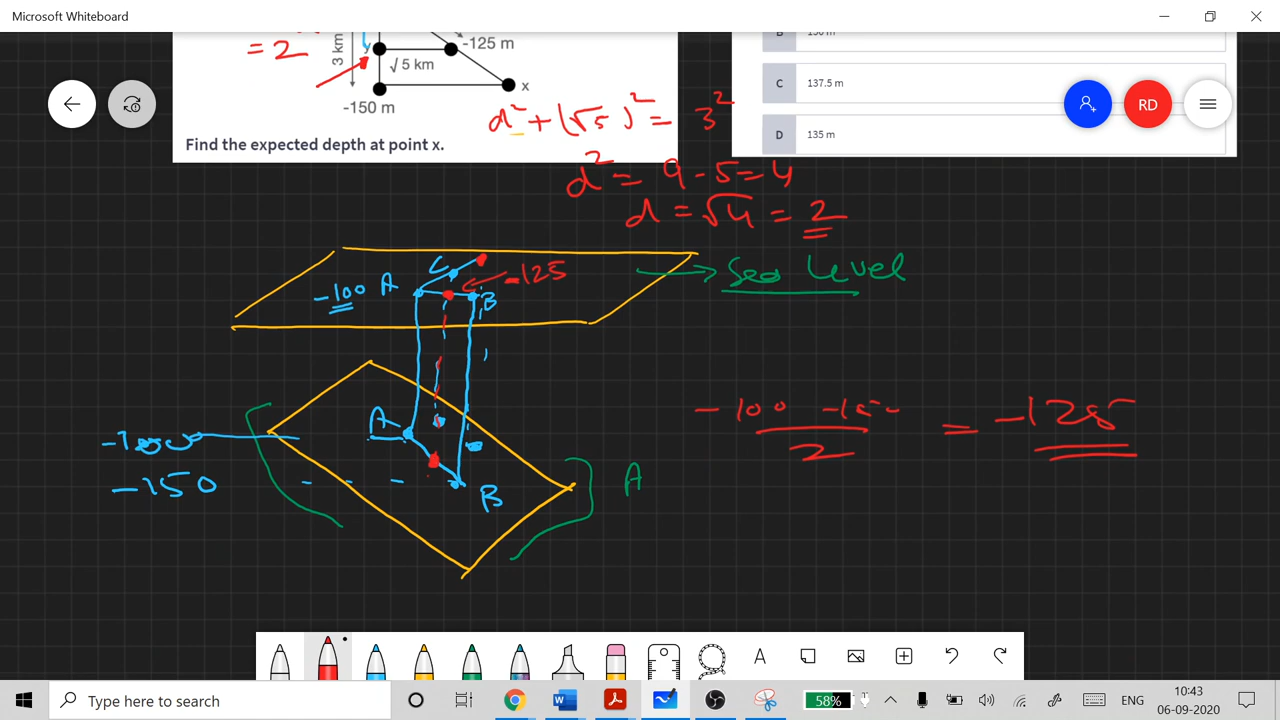 Microsoft Whiteboard
= 2
3 km
-125 m
√5 km
x
-150 m
Find the expected depth at point x.
C 137.5 m
D 135 m
RD
d² + (√5)² = 3²
d² = 9 - 5 = 4
d = √4 = 2
C
-125
Sea Level
-100 A
B
A
-100
-150
B
A
-100 -150
2
= -125
A
Type here to search
58%
ENG
10:43
06-09-2020